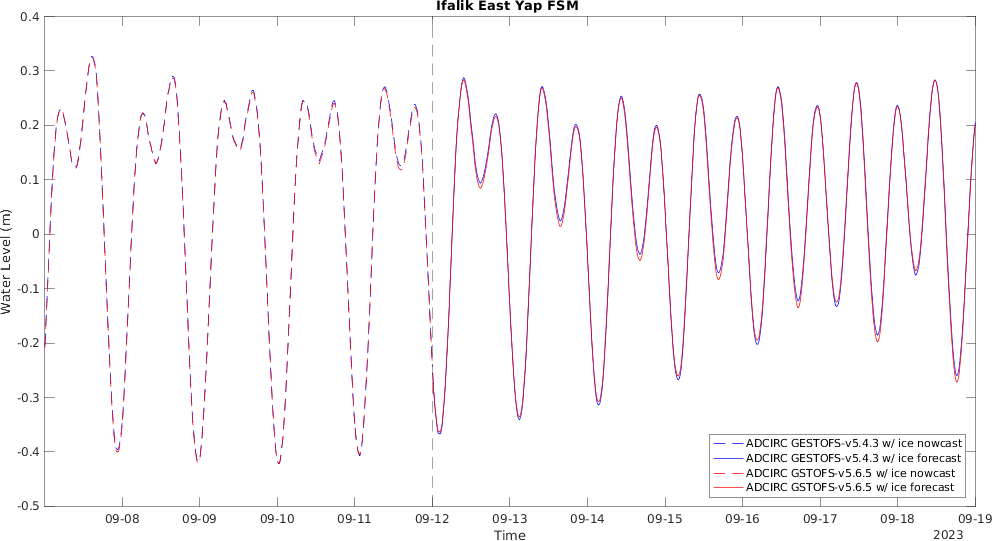 Ifalik East Yap FSM
0.4
0.3
0.2
0.1
0
-0.1
-0.2
-0.3
-0.4
-0.5
Water Level (m)
ADCIRC GESTOFS-v5.4.3 w/ ice nowcast
ADCIRC GESTOFS-v5.4.3 w/ ice forecast
ADCIRC GSTOFS-v5.6.5 w/ ice nowcast
ADCIRC GSTOFS-v5.6.5 w/ ice forecast
09-08 09-09 09-10 09-11 09-12 09-13 09-14 09-15 09-16 09-17 09-18 09-19
Time
2023